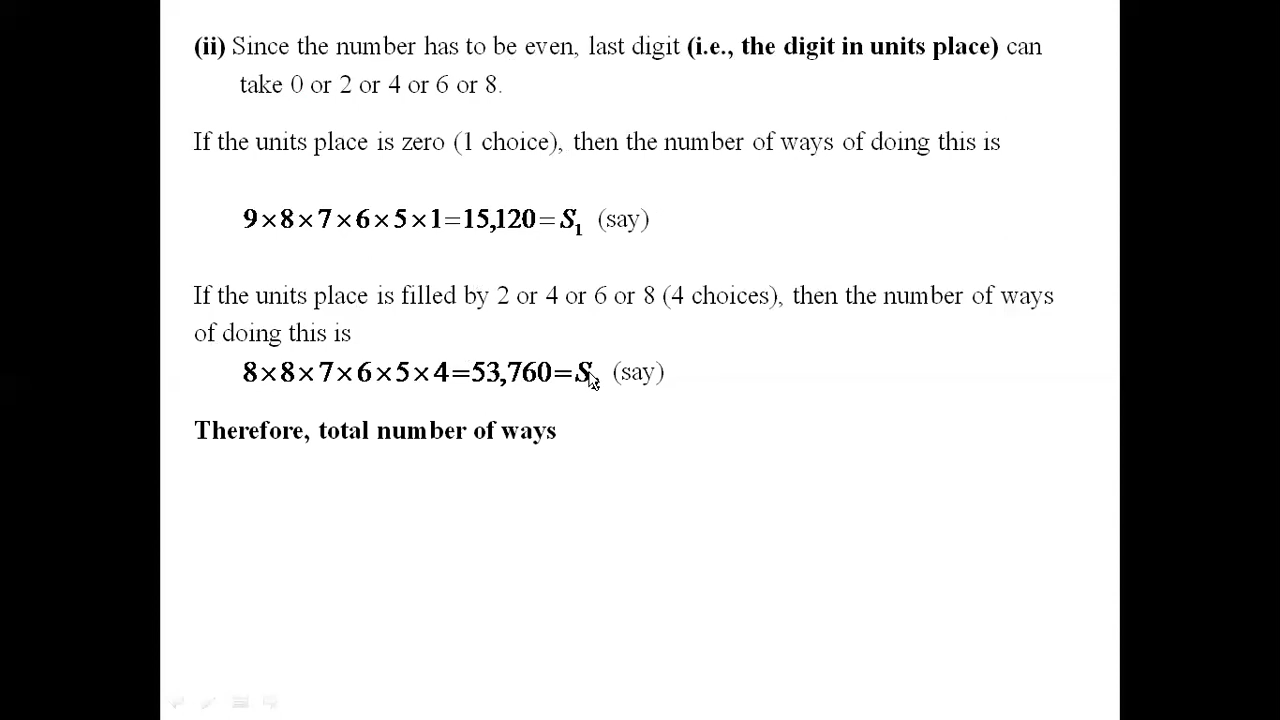 (ii) Since the number has to be even, last digit (i.e., the digit in units place) can
take 0 or 2 or 4 or 6 or 8.
If the units place is zero (1 choice), then the number of ways of doing this is
9×8×7×6×5×1=15,120=S₁ (say)
If the units place is filled by 2 or 4 or 6 or 8 (4 choices), then the number of ways
of doing this is
8×8×7×6×5×4=53,760=S (say)
Therefore, total number of ways